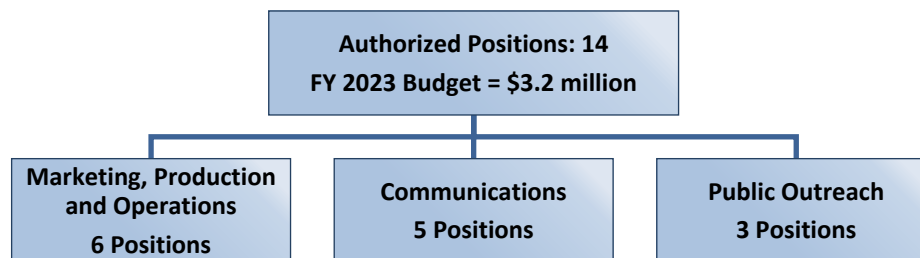 Authorized Positions: 14
FY 2023 Budget = $3.2 million
Marketing, Production
and Operations
6 Positions
Communications
5 Positions
Public Outreach
3 Positions